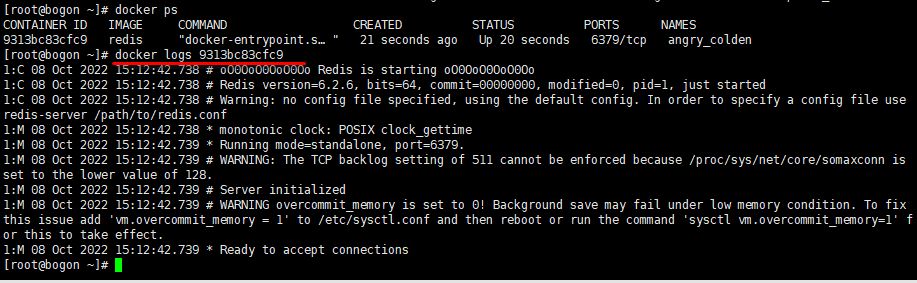 [root@bogon ~]# docker ps
CONTAINER ID   IMAGE     COMMAND                  CREATED          STATUS          PORTS      NAMES
9313bc83cfc9   redis     "docker-entrypoint.s… "   21 seconds ago   Up 20 seconds   6379/tcp   angry_colden
[root@bogon ~]# docker logs 9313bc83cfc9
1:C 08 Oct 2022 15:12:42.738 # oO0OoO0OoO0Oo Redis is starting oO0OoO0OoO0Oo
1:C 08 Oct 2022 15:12:42.738 # Redis version=6.2.6, bits=64, commit=00000000, modified=0, pid=1, just started
1:C 08 Oct 2022 15:12:42.738 # Warning: no config file specified, using the default config. In order to specify a config file use
redis-server /path/to/redis.conf
1:M 08 Oct 2022 15:12:42.738 * monotonic clock: POSIX clock_gettime
1:M 08 Oct 2022 15:12:42.739 * Running mode=standalone, port=6379.
1:M 08 Oct 2022 15:12:42.739 # WARNING: The TCP backlog setting of 511 cannot be enforced because /proc/sys/net/core/somaxconn is
set to the lower value of 128.
1:M 08 Oct 2022 15:12:42.739 # Server initialized
1:M 08 Oct 2022 15:12:42.739 # WARNING overcommit_memory is set to 0! Background save may fail under low memory condition. To fix
this issue add 'vm.overcommit_memory = 1' to /etc/sysctl.conf and then reboot or run the command 'sysctl vm.overcommit_memory=1' f
or this to take effect.
1:M 08 Oct 2022 15:12:42.739 * Ready to accept connections
[root@bogon ~]#